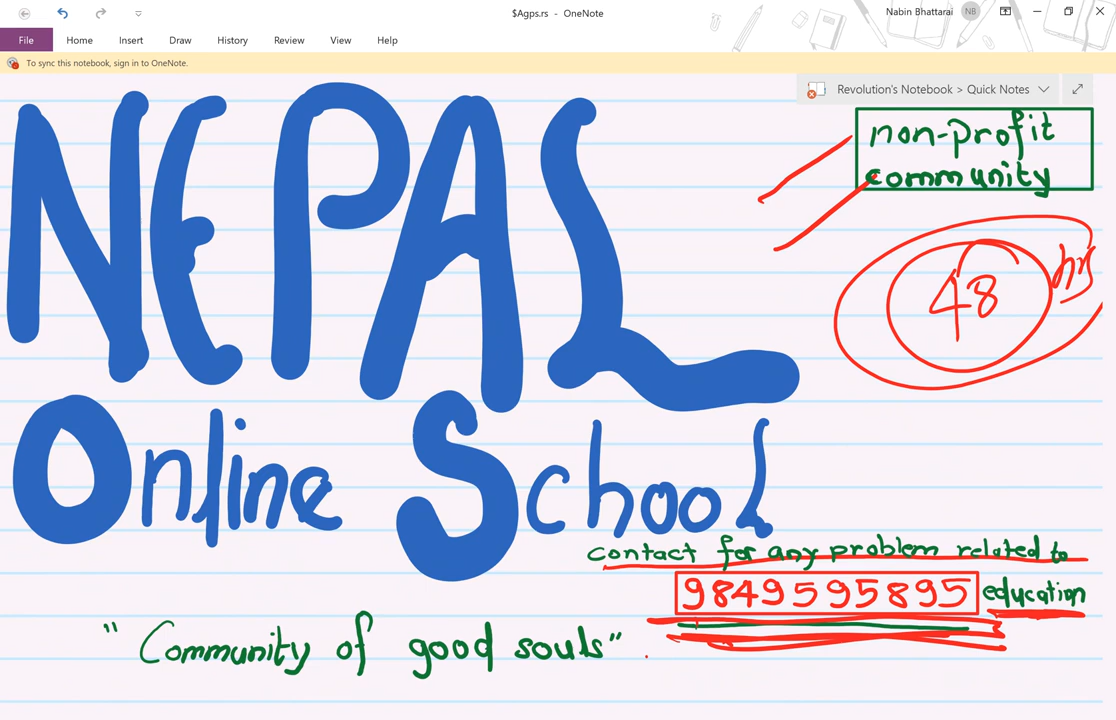 $Agps.rs - OneNote
Nabin Bhattarai NB
File Home Insert Draw History Review View Help
To sync this notebook, sign in to OneNote.
Revolution's Notebook > Quick Notes
NEPAL
non-profit
community
48 hrs
Online School
contact for any problem related to
9849595895 education
"Community of good souls"